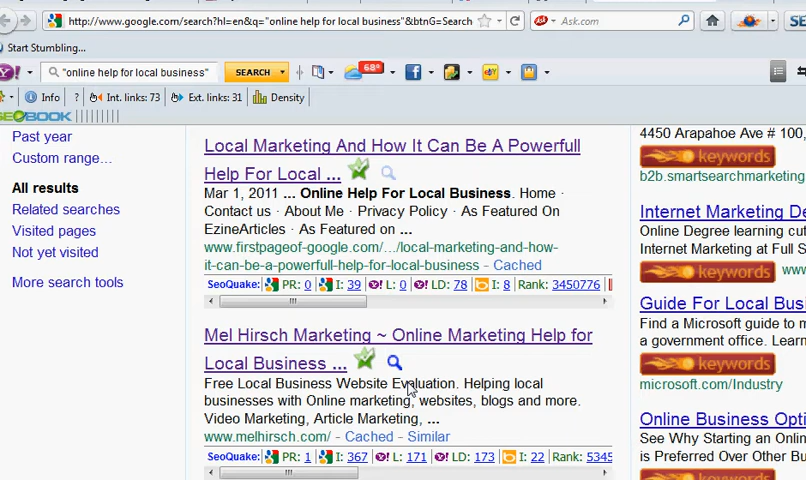 http://www.google.com/search?hl=en&q="online help for local business"&btnG=Search
Ask.com
Start Stumbling...
"online help for local business"
SEARCH
68°
Info
?
Int. links: 73
Ext. links: 31
Density
SEOBOOK
Past year
Custom range...
All results
Related searches
Visited pages
Not yet visited
More search tools
Local Marketing And How It Can Be A Powerful
Help For Local ...
Mar 1, 2011 ... Online Help For Local Business. Home ·
Contact us · About Me · Privacy Policy · As Featured On
EzineArticles · As Featured on ...
www.firstpageof-google.com/.../local-marketing-and-how-
it-can-be-a-powerfull-help-for-local-business - Cached
SeoQuake: PR: 0 I: 39 L: 0 LD: 78 I: 8 Rank: 3450776
Mel Hirsch Marketing ~ Online Marketing Help for
Local Business ...
Free Local Business Website Evaluation. Helping local
businesses with Online marketing, websites, blogs and more.
Video Marketing, Article Marketing, ...
www.melhirsch.com/ - Cached - Similar
SeoQuake: PR: 1 I: 367 L: 171 LD: 173 I: 22 Rank: 5345
4450 Arapahoe Ave # 100,
keywords
b2b.smartsearchmarketing
Internet Marketing De
Online Degree learning cut
Internet Marketing at Full S
keywords
www
Guide For Local Busi
Find a Microsoft guide to m
a government office. Learn
keywords
microsoft.com/Industry
Online Business Opti
See Why Starting an Onlin
is Preferred Over Other Bu
keywords